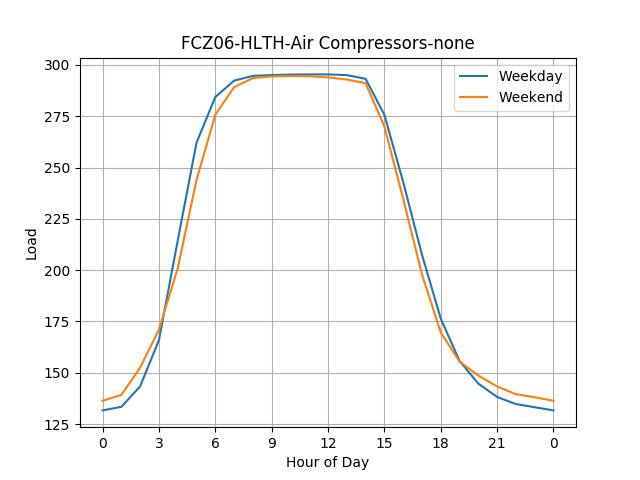 FCZ06-HLTH-Air Compressors-none
Weekday
Weekend
300
275
250
225
200
175
150
125
Load
0 3 6 9 12 15 18 21 0
Hour of Day